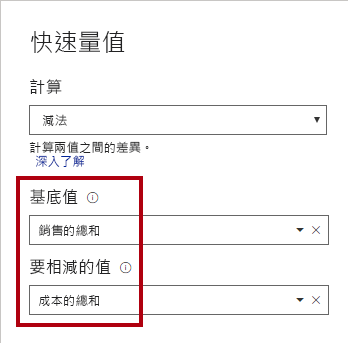 快速量值
計算
減法
計算兩值之間的差異。
深入了解
基底值
銷售的總和
要相減的值
成本的總和